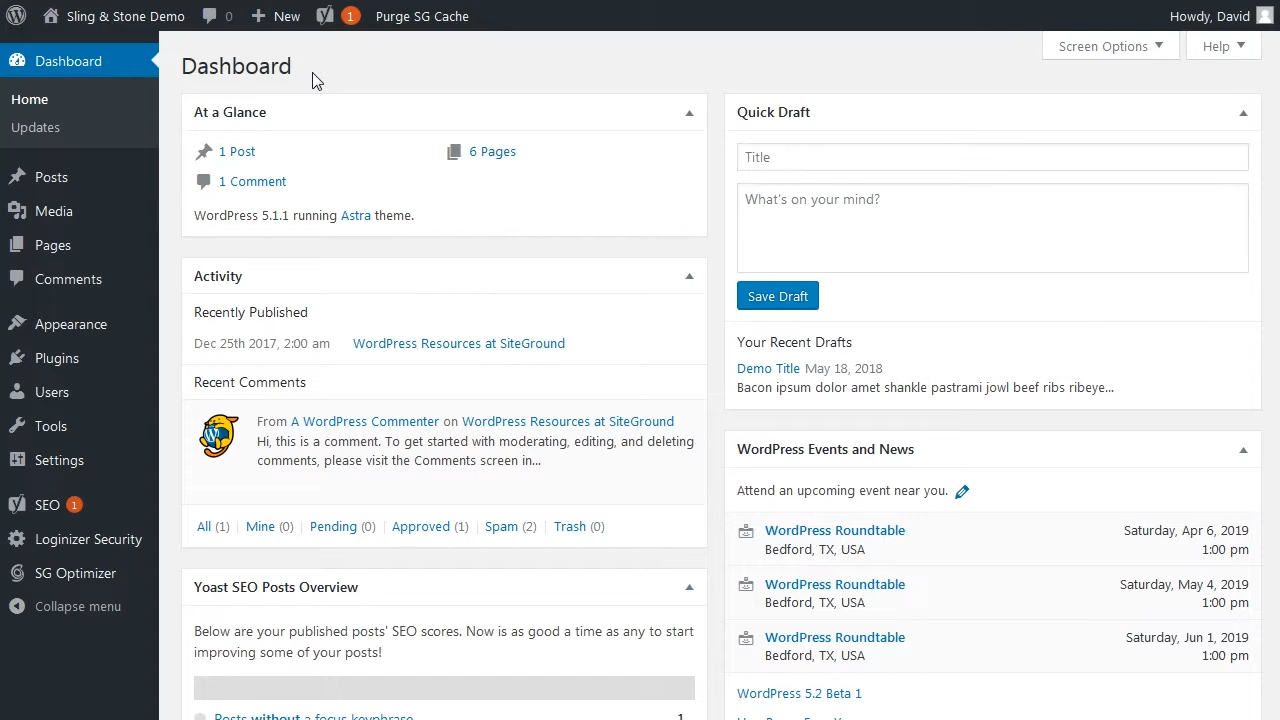 Sling & Stone Demo 0 New 1 Purge SG Cache Howdy, David
Dashboard
Home
Updates
Posts
Media
Pages
Comments
Appearance
Plugins
Users
Tools
Settings
SEO 1
Loginizer Security
SG Optimizer
Collapse menu
Screen Options Help
Dashboard
At a Glance
1 Post 6 Pages
1 Comment
WordPress 5.1.1 running Astra theme.
Activity
Recently Published
Dec 25th 2017, 2:00 am WordPress Resources at SiteGround
Recent Comments
From A WordPress Commenter on WordPress Resources at SiteGround
Hi, this is a comment. To get started with moderating, editing, and deleting
comments, please visit the Comments screen in...
All (1) | Mine (0) | Pending (0) | Approved (1) | Spam (2) | Trash (0)
Yoast SEO Posts Overview
Below are your published posts' SEO scores. Now is as good a time as any to start
improving some of your posts!
Posts without a focus keyphrase 1
Quick Draft
Title
What's on your mind?
Save Draft
Your Recent Drafts
Demo Title May 18, 2018
Bacon ipsum dolor amet shankle pastrami jowl beef ribs ribeye...
WordPress Events and News
Attend an upcoming event near you.
WordPress Roundtable Saturday, Apr 6, 2019
Bedford, TX, USA 1:00 pm
WordPress Roundtable Saturday, May 4, 2019
Bedford, TX, USA 1:00 pm
WordPress Roundtable Saturday, Jun 1, 2019
Bedford, TX, USA 1:00 pm
WordPress 5.2 Beta 1